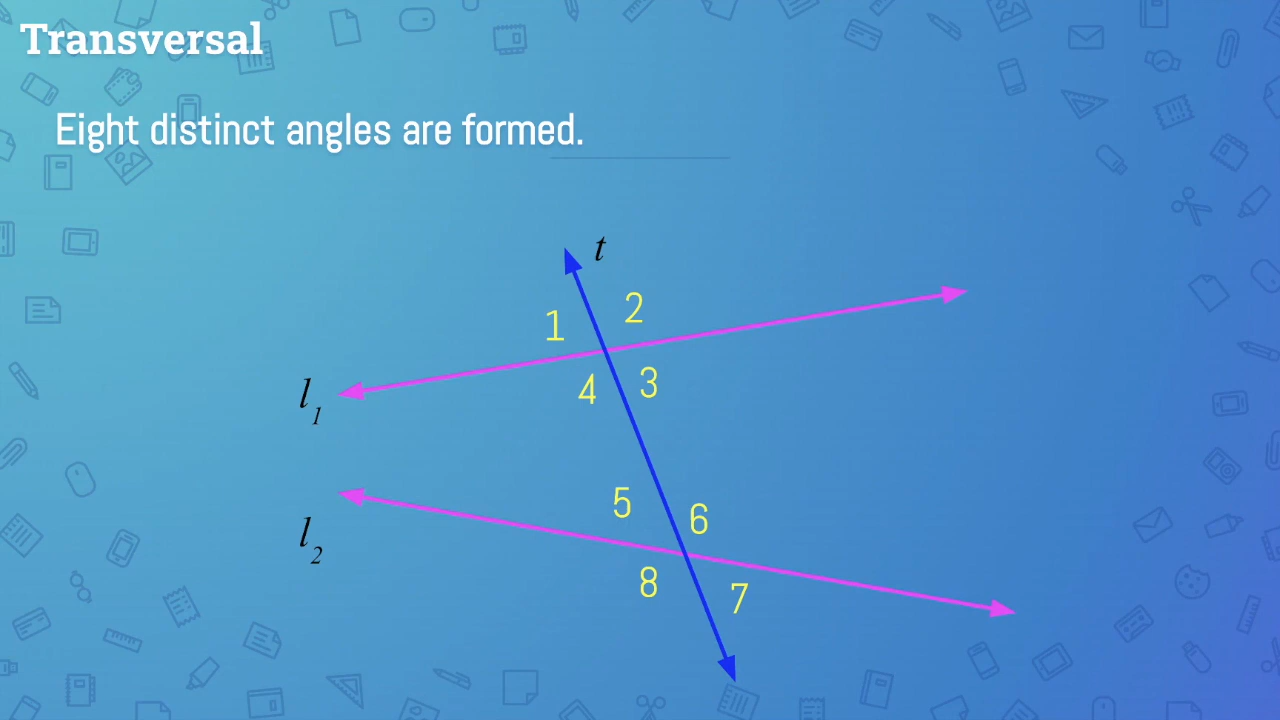 Transversal
Eight distinct angles are formed.
t
1 2
4 3
l1
5 6
l2
8 7